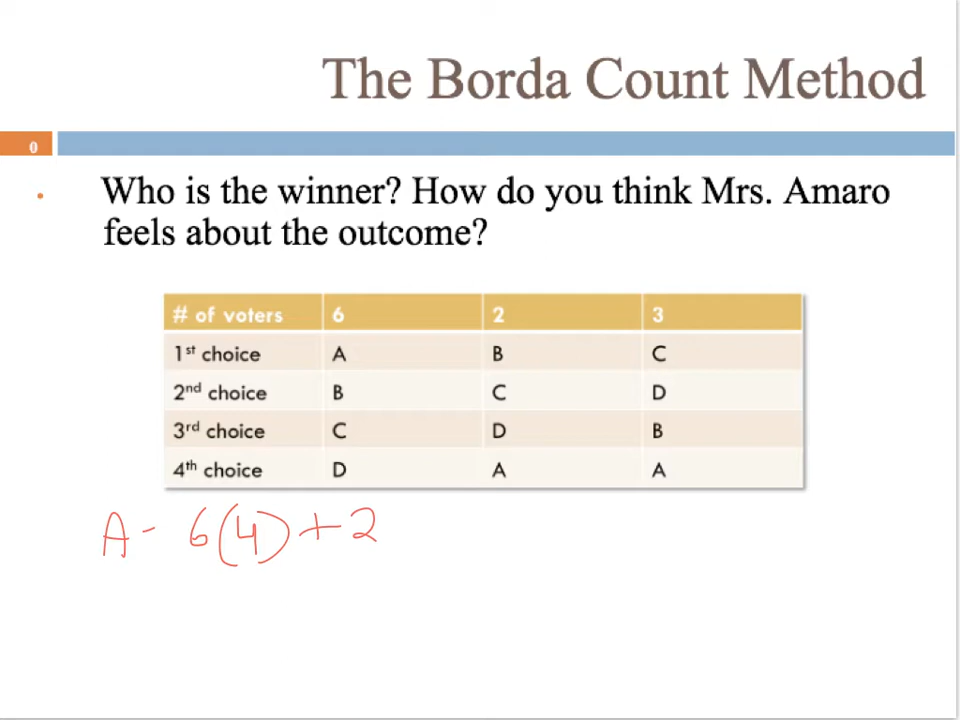 The Borda Count Method
0
• Who is the winner? How do you think Mrs. Amaro
feels about the outcome?
# of voters 6 2 3
1st choice A B C
2nd choice B C D
3rd choice C D B
4th choice D A A
A - 6(4) + 2